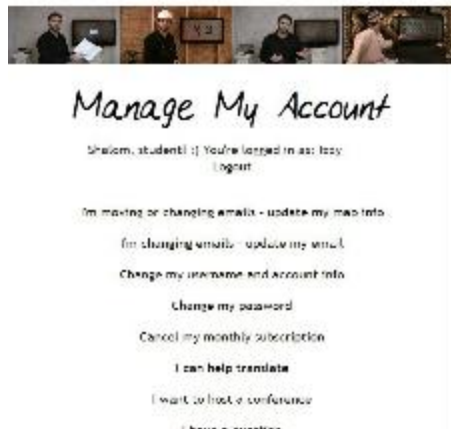 Manage My Account
Shalom, student! :) You're logged in as: Izzy
Logout
I'm moving or changing emails - update my map info
I'm changing emails - update my email
Change my username and account info
Change my password
Cancel my monthly subscription
I can help translate
I want to host a conference
I have a question